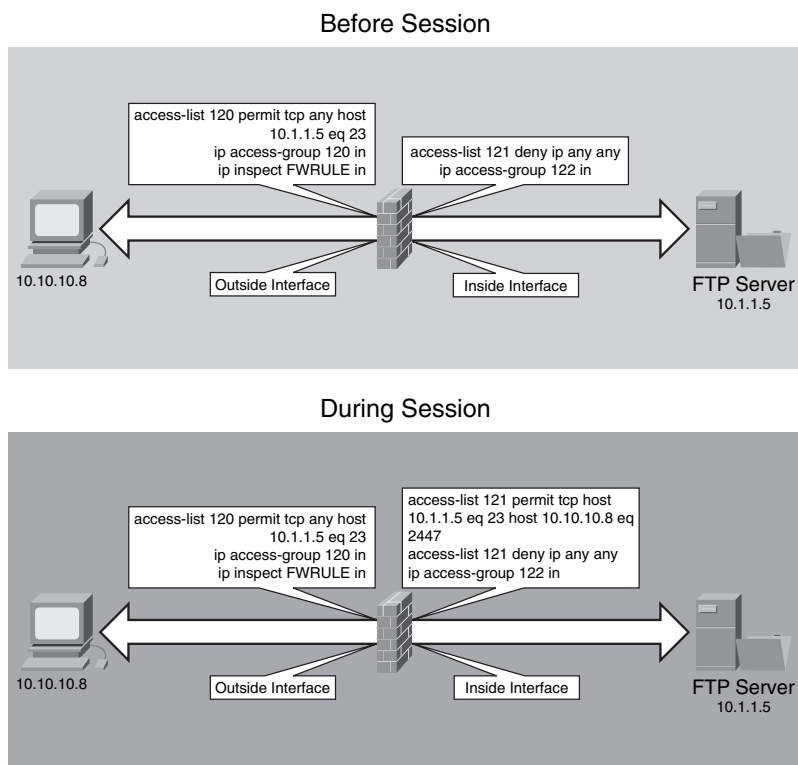 Before Session
access-list 120 permit tcp any host
10.1.1.5 eq 23
ip access-group 120 in
ip inspect FWRULE in
access-list 121 deny ip any any
ip access-group 122 in
10.10.10.8
Outside Interface
Inside Interface
FTP Server
10.1.1.5
During Session
access-list 120 permit tcp any host
10.1.1.5 eq 23
ip access-group 120 in
ip inspect FWRULE in
access-list 121 permit tcp host
10.1.1.5 eq 23 host 10.10.10.8 eq
2447
access-list 121 deny ip any any
ip access-group 122 in
10.10.10.8
Outside Interface
Inside Interface
FTP Server
10.1.1.5